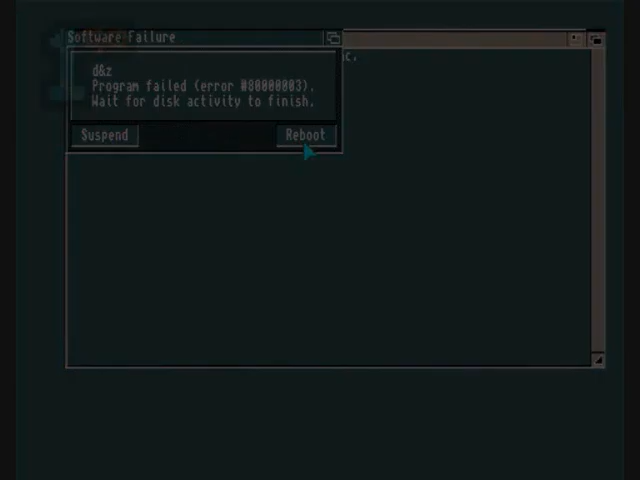 Software Failure
c.
d&z
Program failed (error #80000003).
Wait for disk activity to finish.
Suspend
Reboot